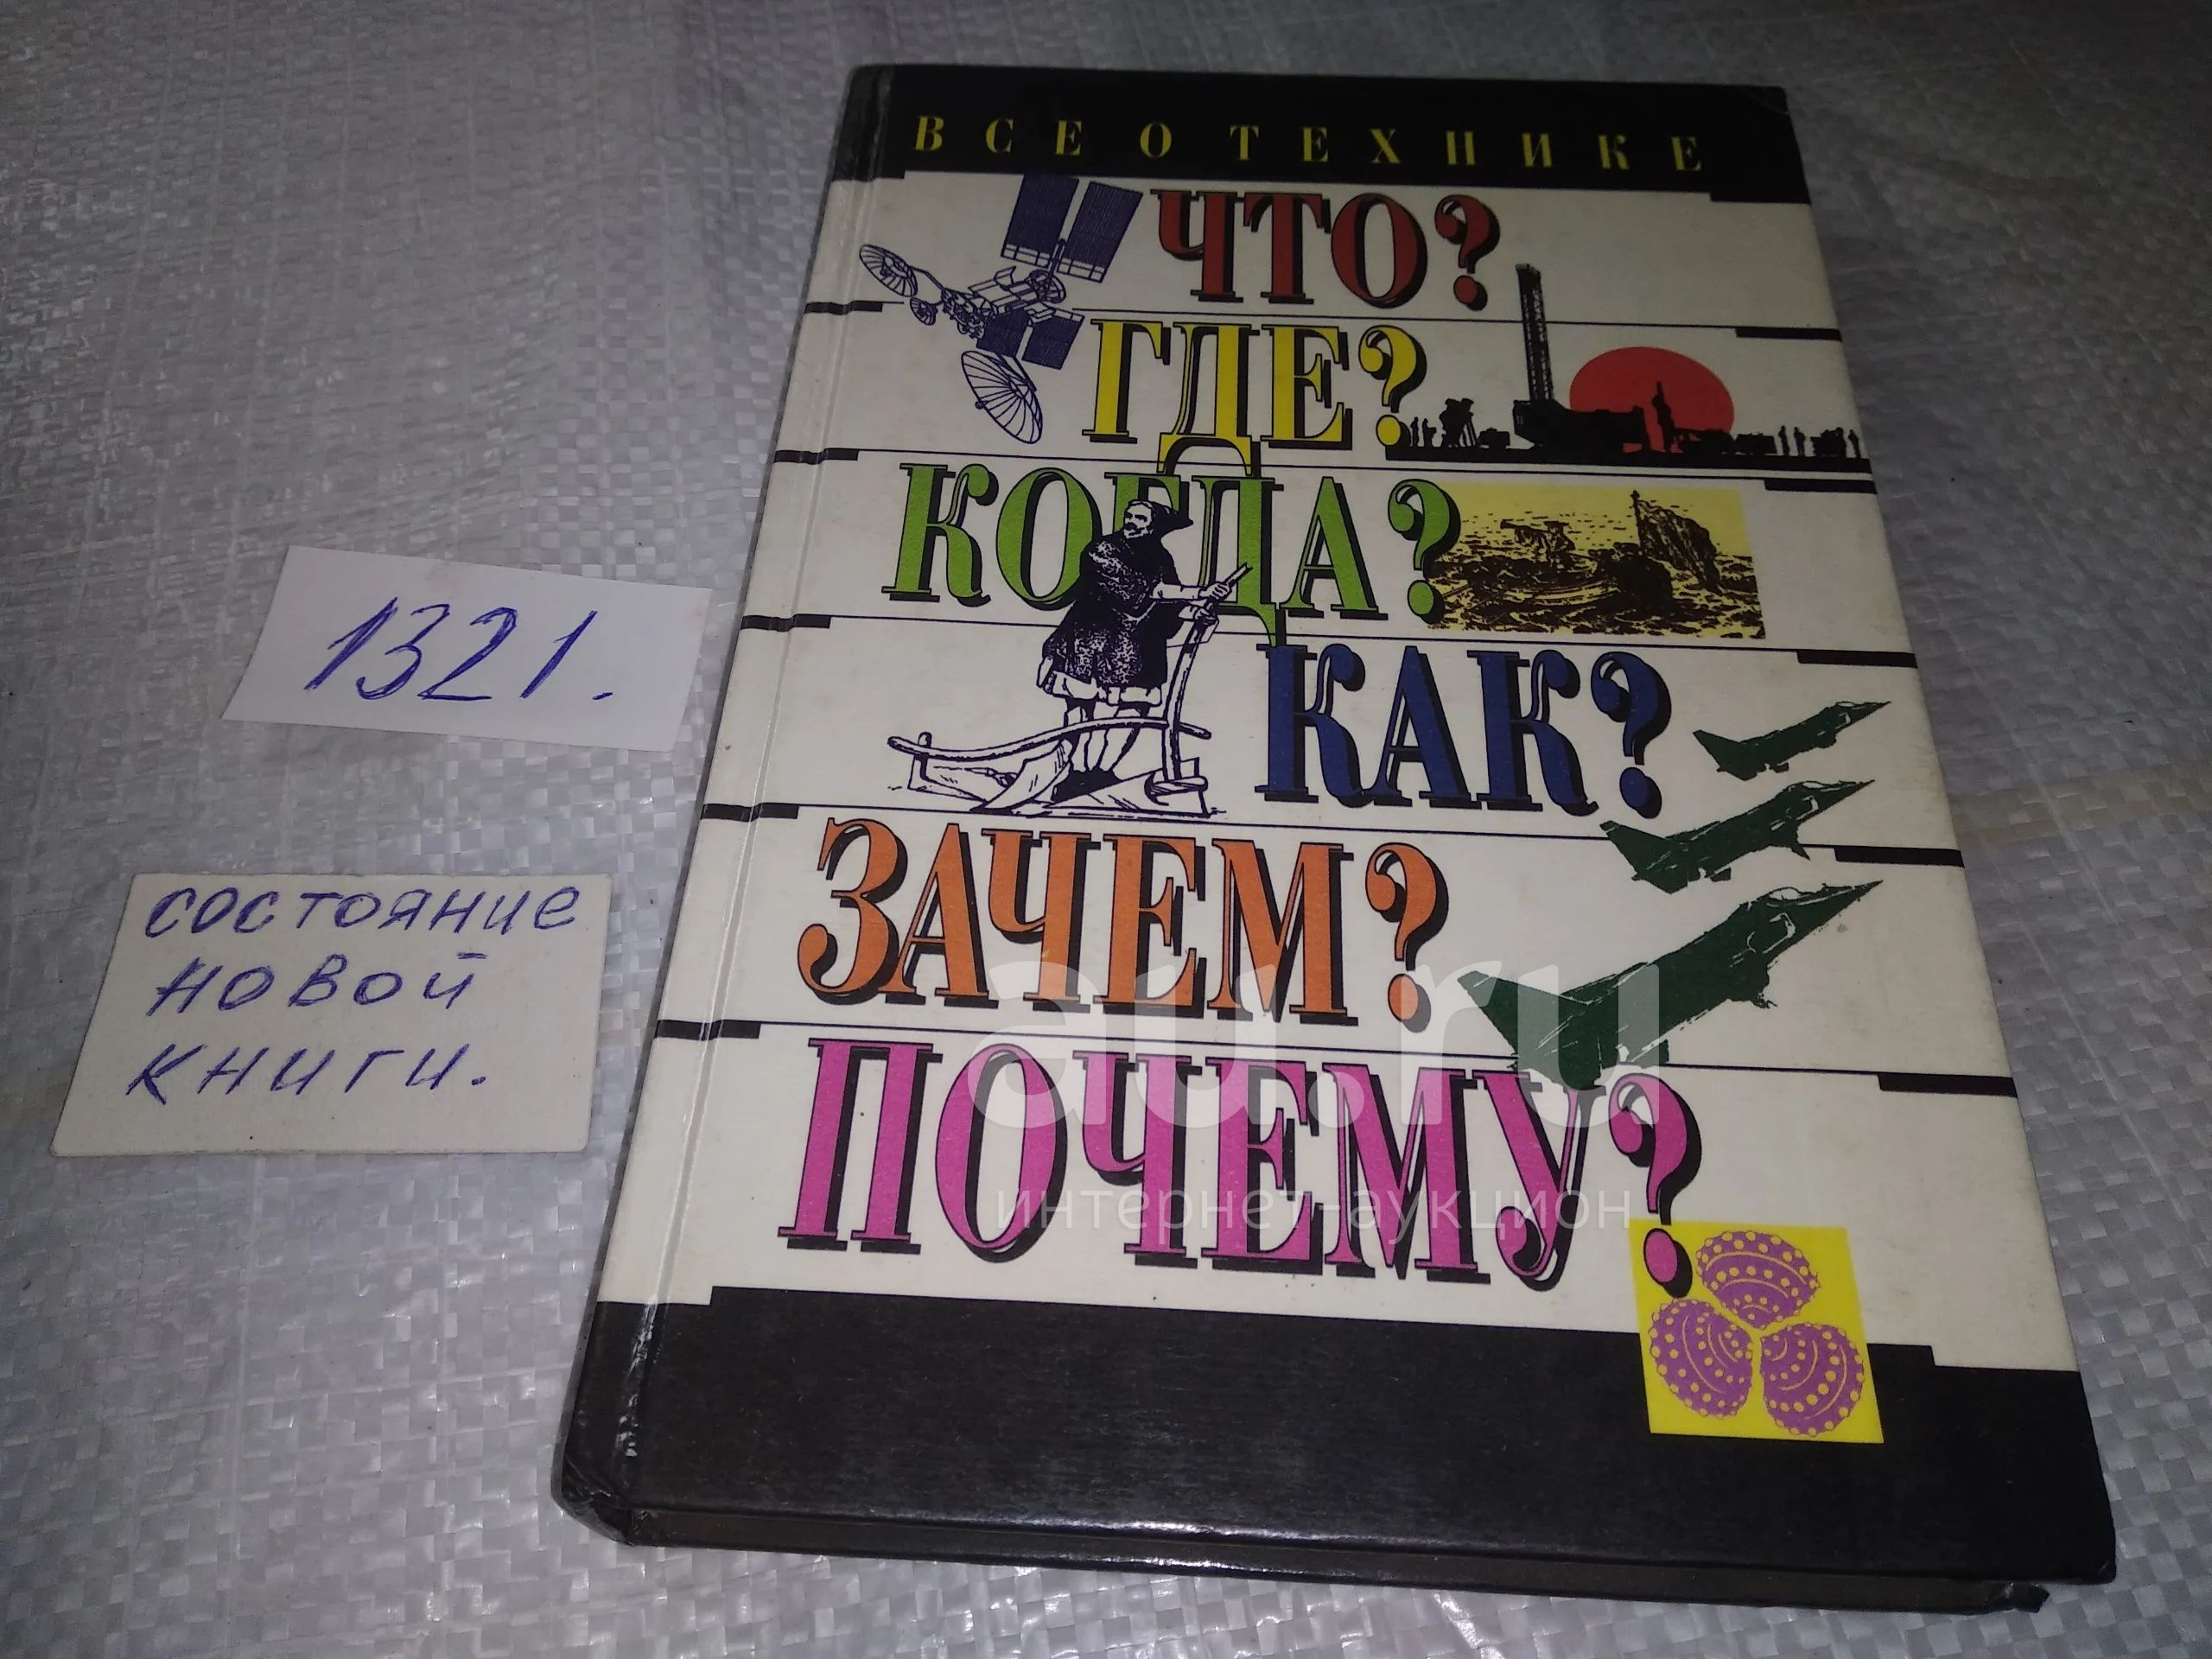 ВСЕ О ТЕХНИКЕ
ЧТО?
ГДЕ?
КОГДА?
КАК?
ЗАЧЕМ?
ПОЧЕМУ?
1321.
состояние
новой
книги.
au.ru
интернет-аукцион